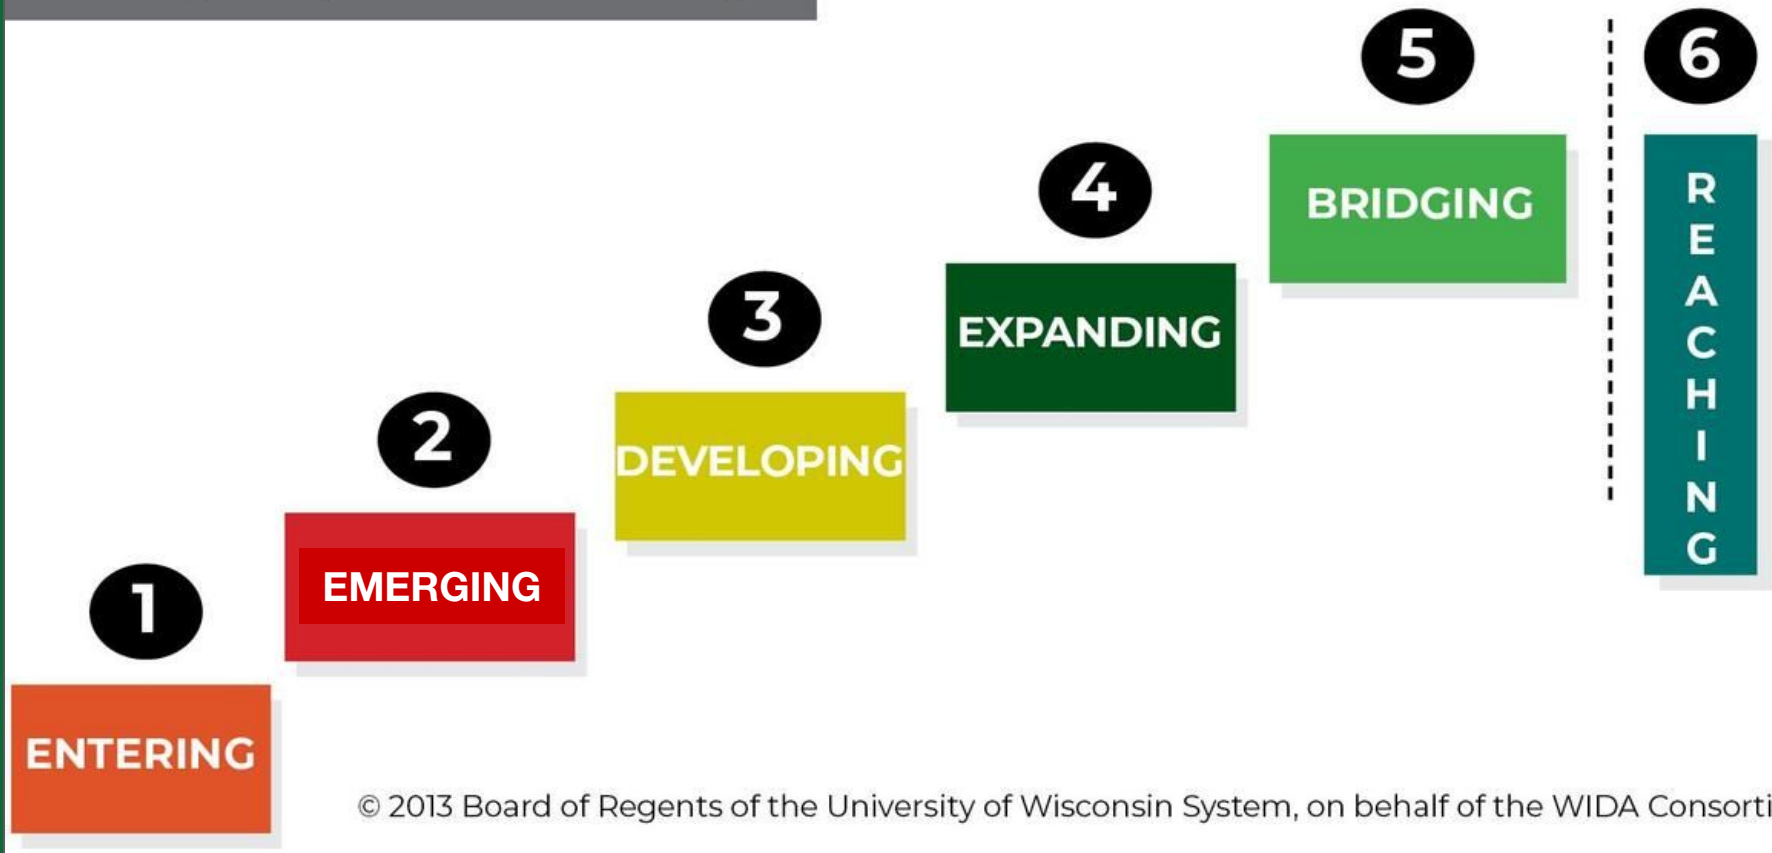 1
ENTERING
2
EMERGING
3
DEVELOPING
4
EXPANDING
5
BRIDGING
6
REACHING
© 2013 Board of Regents of the University of Wisconsin System, on behalf of the WIDA Consorti